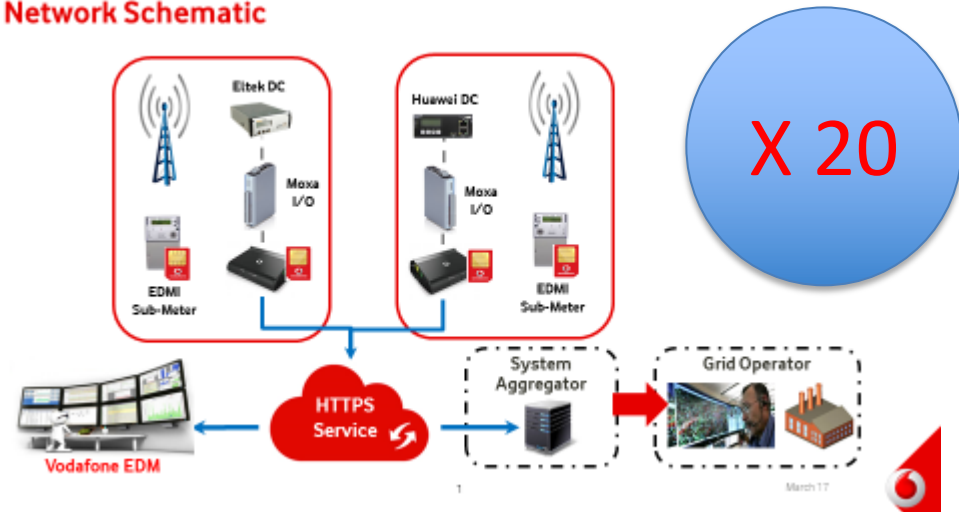 Network Schematic
Eltek DC
Moxa
I/O
EDMI
Sub-Meter
Huawei DC
Moxa
I/O
EDMI
Sub-Meter
X 20
HTTPS
Service
Vodafone EDM
System
Aggregator
Grid Operator
1
March 17